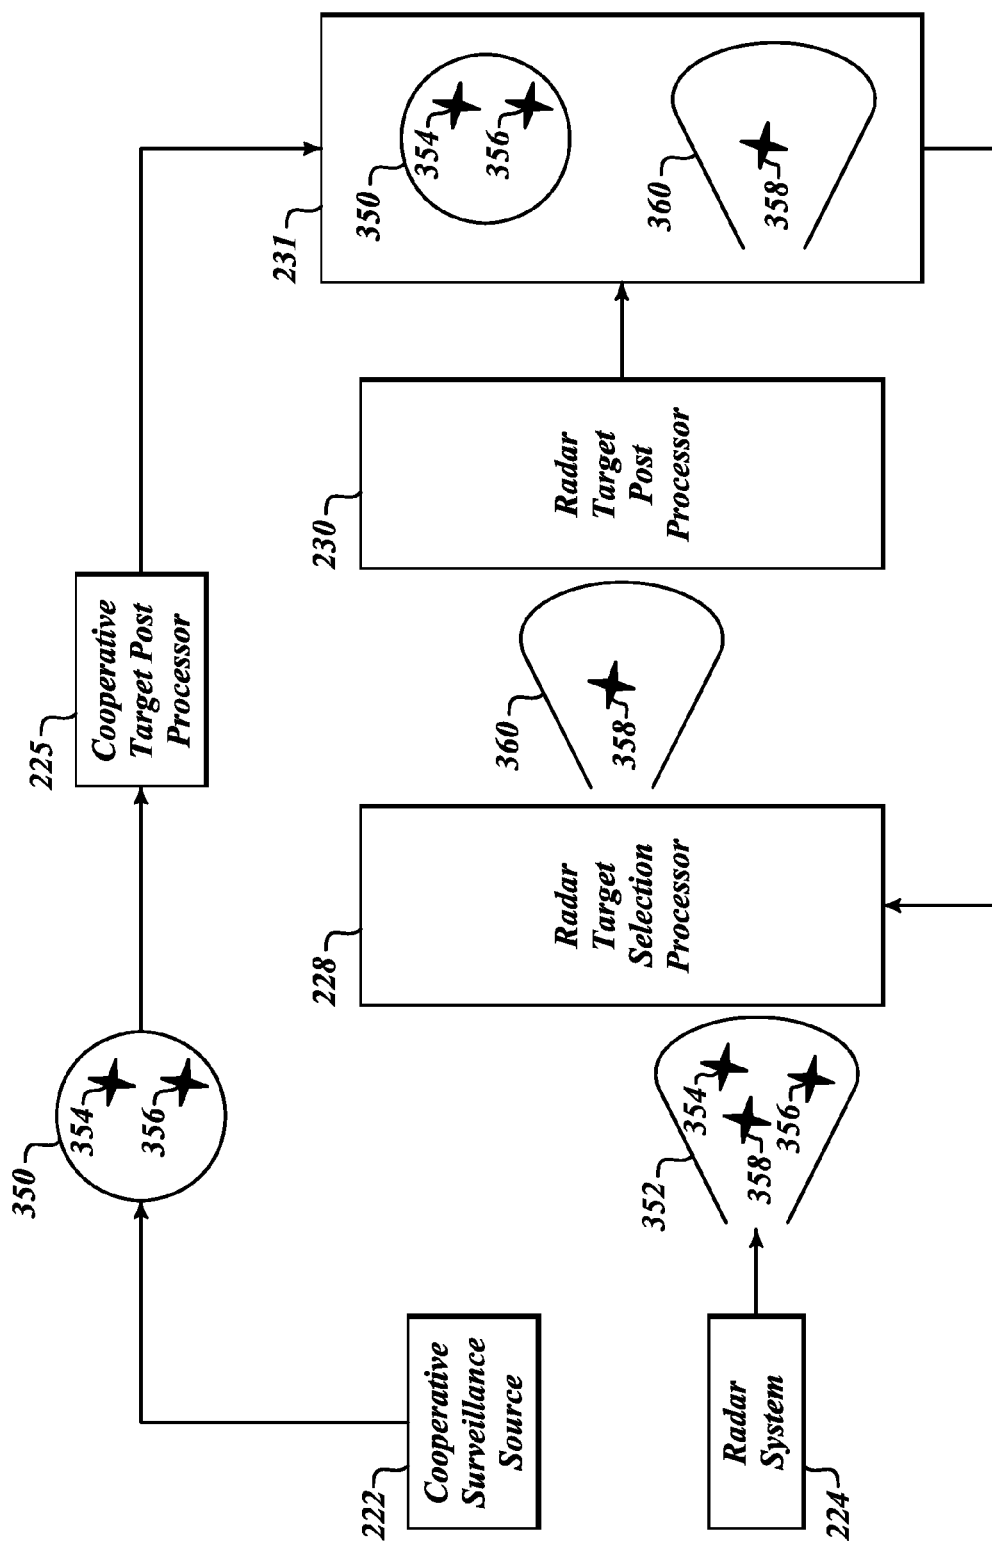 350
354
356
225
Cooperative
Target Post
Processor
231
350
354
356
360
358
222
Cooperative
Surveillance
Source
224
Radar
System
352
354
358
356
228
Radar
Target
Selection
Processor
360
358
230
Radar
Target
Post
Processor